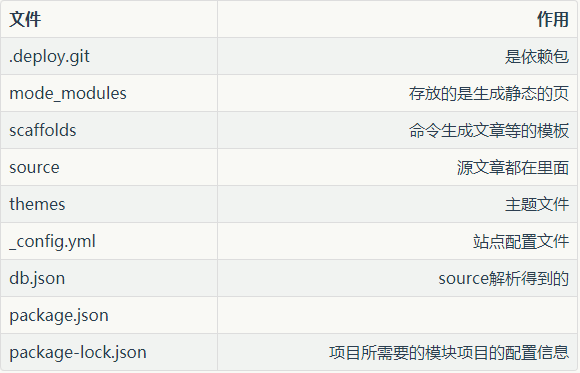 文件 作用
.deploy.git 是依赖包
mode_modules 存放的是生成静态的页
scaffolds 命令生成文章等的模板
source 源文章都在里面
themes 主题文件
_config.yml 站点配置文件
db.json source解析得到的
package.json
package-lock.json 项目所需要的模块项目的配置信息